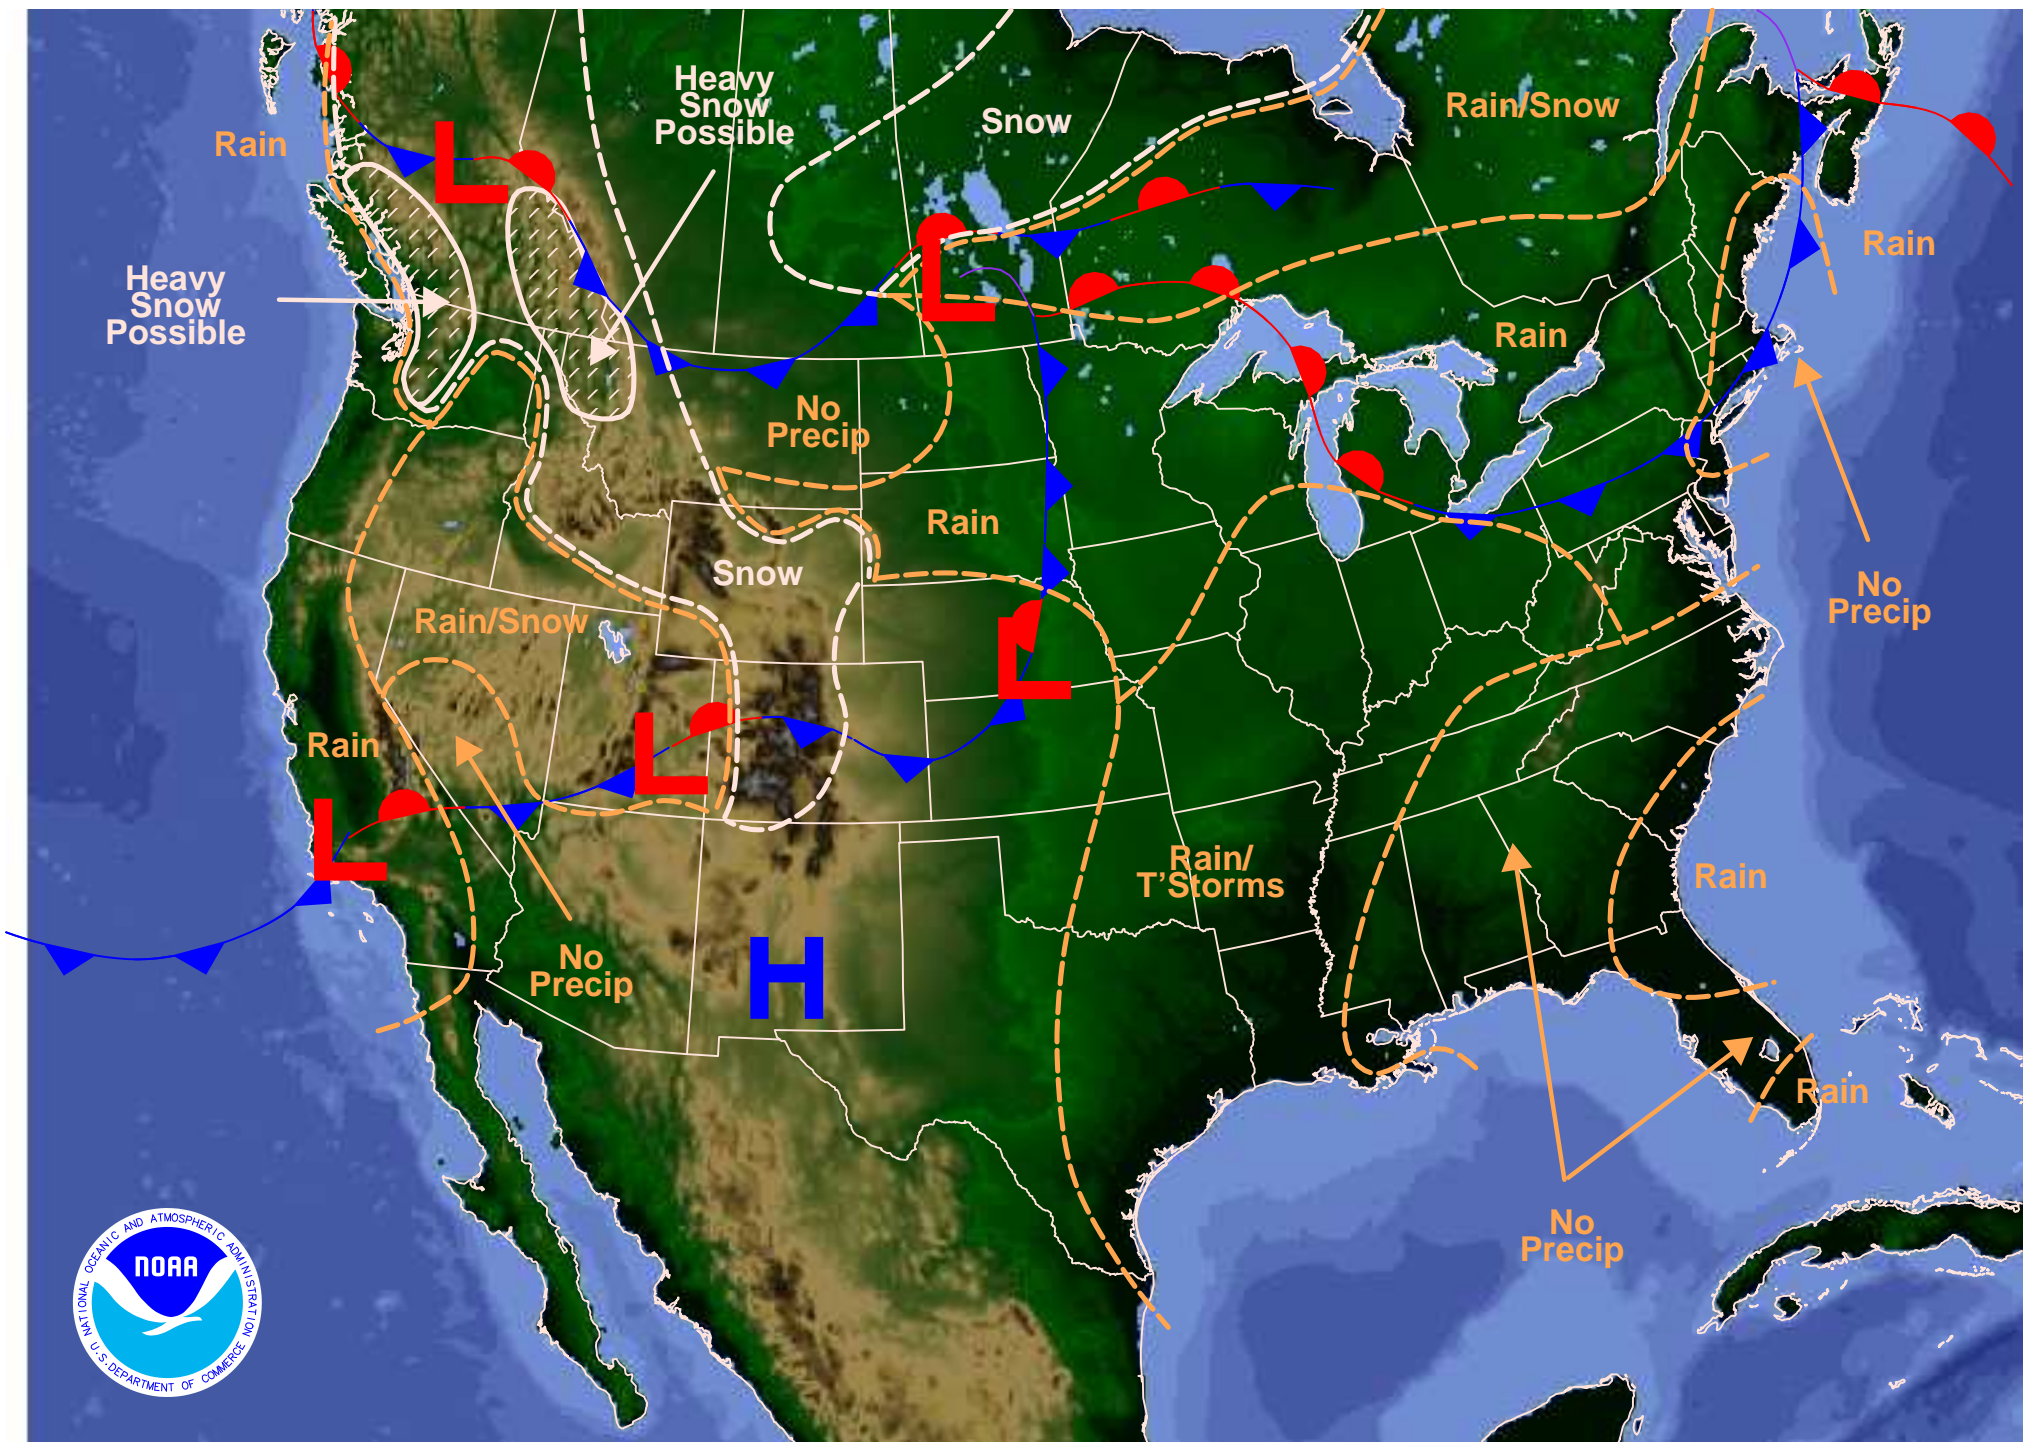 Heavy
Snow
Possible
Snow
Rain/Snow
Rain
Rain
Heavy
Snow
Possible
Rain
No
Precip
Rain
Snow
No
Precip
Rain/Snow
Rain
Rain/
T'Storms
Rain
No
Precip
Rain
No
Precip
NOAA
NATIONAL OCEANIC AND ATMOSPHERIC ADMINISTRATION
U.S. DEPARTMENT OF COMMERCE
L
L
L
L
L
H